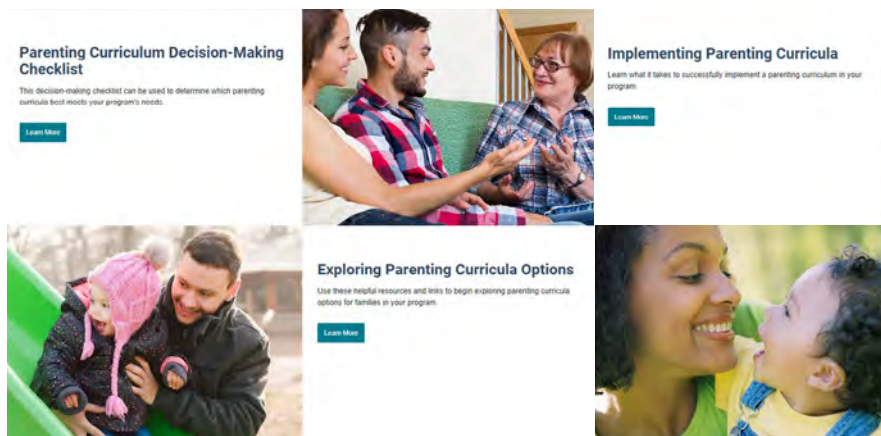 Parenting Curriculum Decision-Making
Checklist
This decision-making checklist can be used to determine which parenting
curricula best meets your program's needs.
Learn More
Implementing Parenting Curricula
Learn what it takes to successfully implement a parenting curriculum in your
program.
Learn More
Exploring Parenting Curricula Options
Use these helpful resources and links to begin exploring parenting curricula
options for families in your program.
Learn More